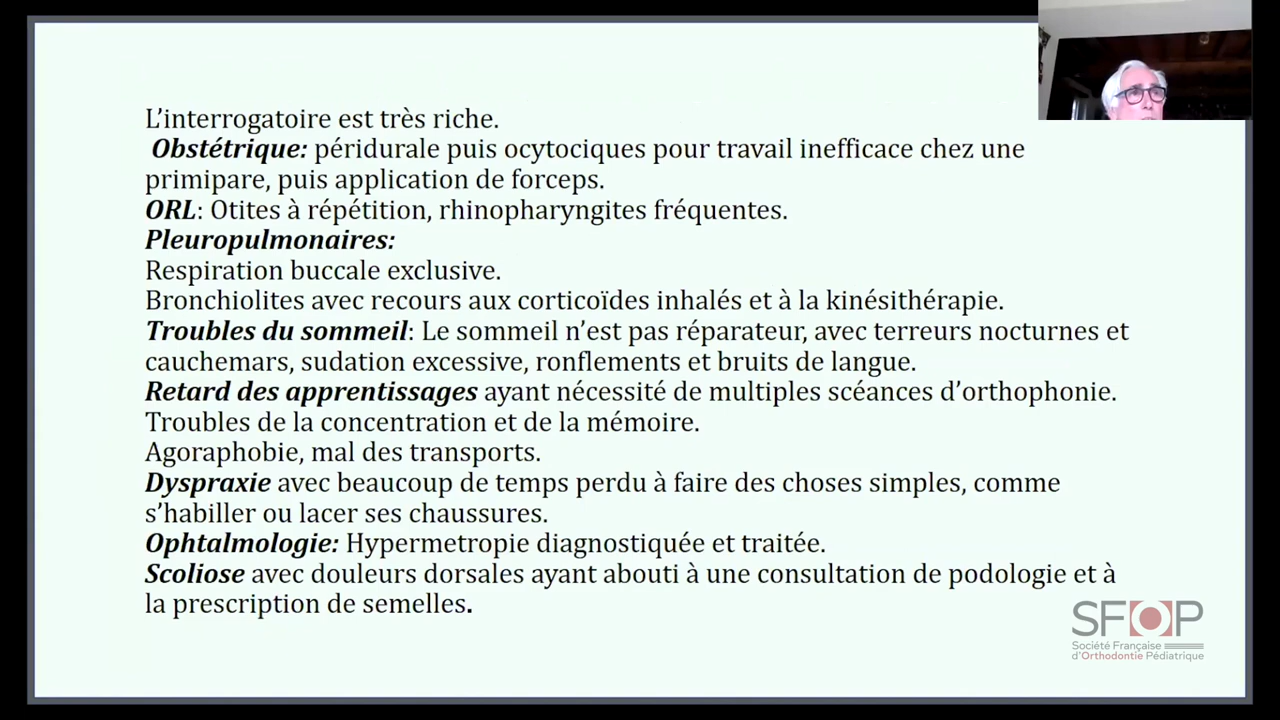 L’interrogatoire est très riche.
Obstétrique: péridurale puis ocytociques pour travail inefficace chez une
primipare, puis application de forceps.
ORL: Otites à répétition, rhinopharyngites fréquentes.
Pleuropulmonaires:
Respiration buccale exclusive.
Bronchiolites avec recours aux corticoïdes inhalés et à la kinésithérapie.
Troubles du sommeil: Le sommeil n’est pas réparateur, avec terreurs nocturnes et
cauchemars, sudation excessive, ronflements et bruits de langue.
Retard des apprentissages ayant nécessité de multiples scéances d’orthophonie.
Troubles de la concentration et de la mémoire.
Agoraphobie, mal des transports.
Dyspraxie avec beaucoup de temps perdu à faire des choses simples, comme
s’habiller ou lacer ses chaussures.
Ophtalmologie: Hypermetropie diagnostiquée et traitée.
Scoliose avec douleurs dorsales ayant abouti à une consultation de podologie et à
la prescription de semelles.
SFOP
Société Française
d'Orthodontie Pédiatrique